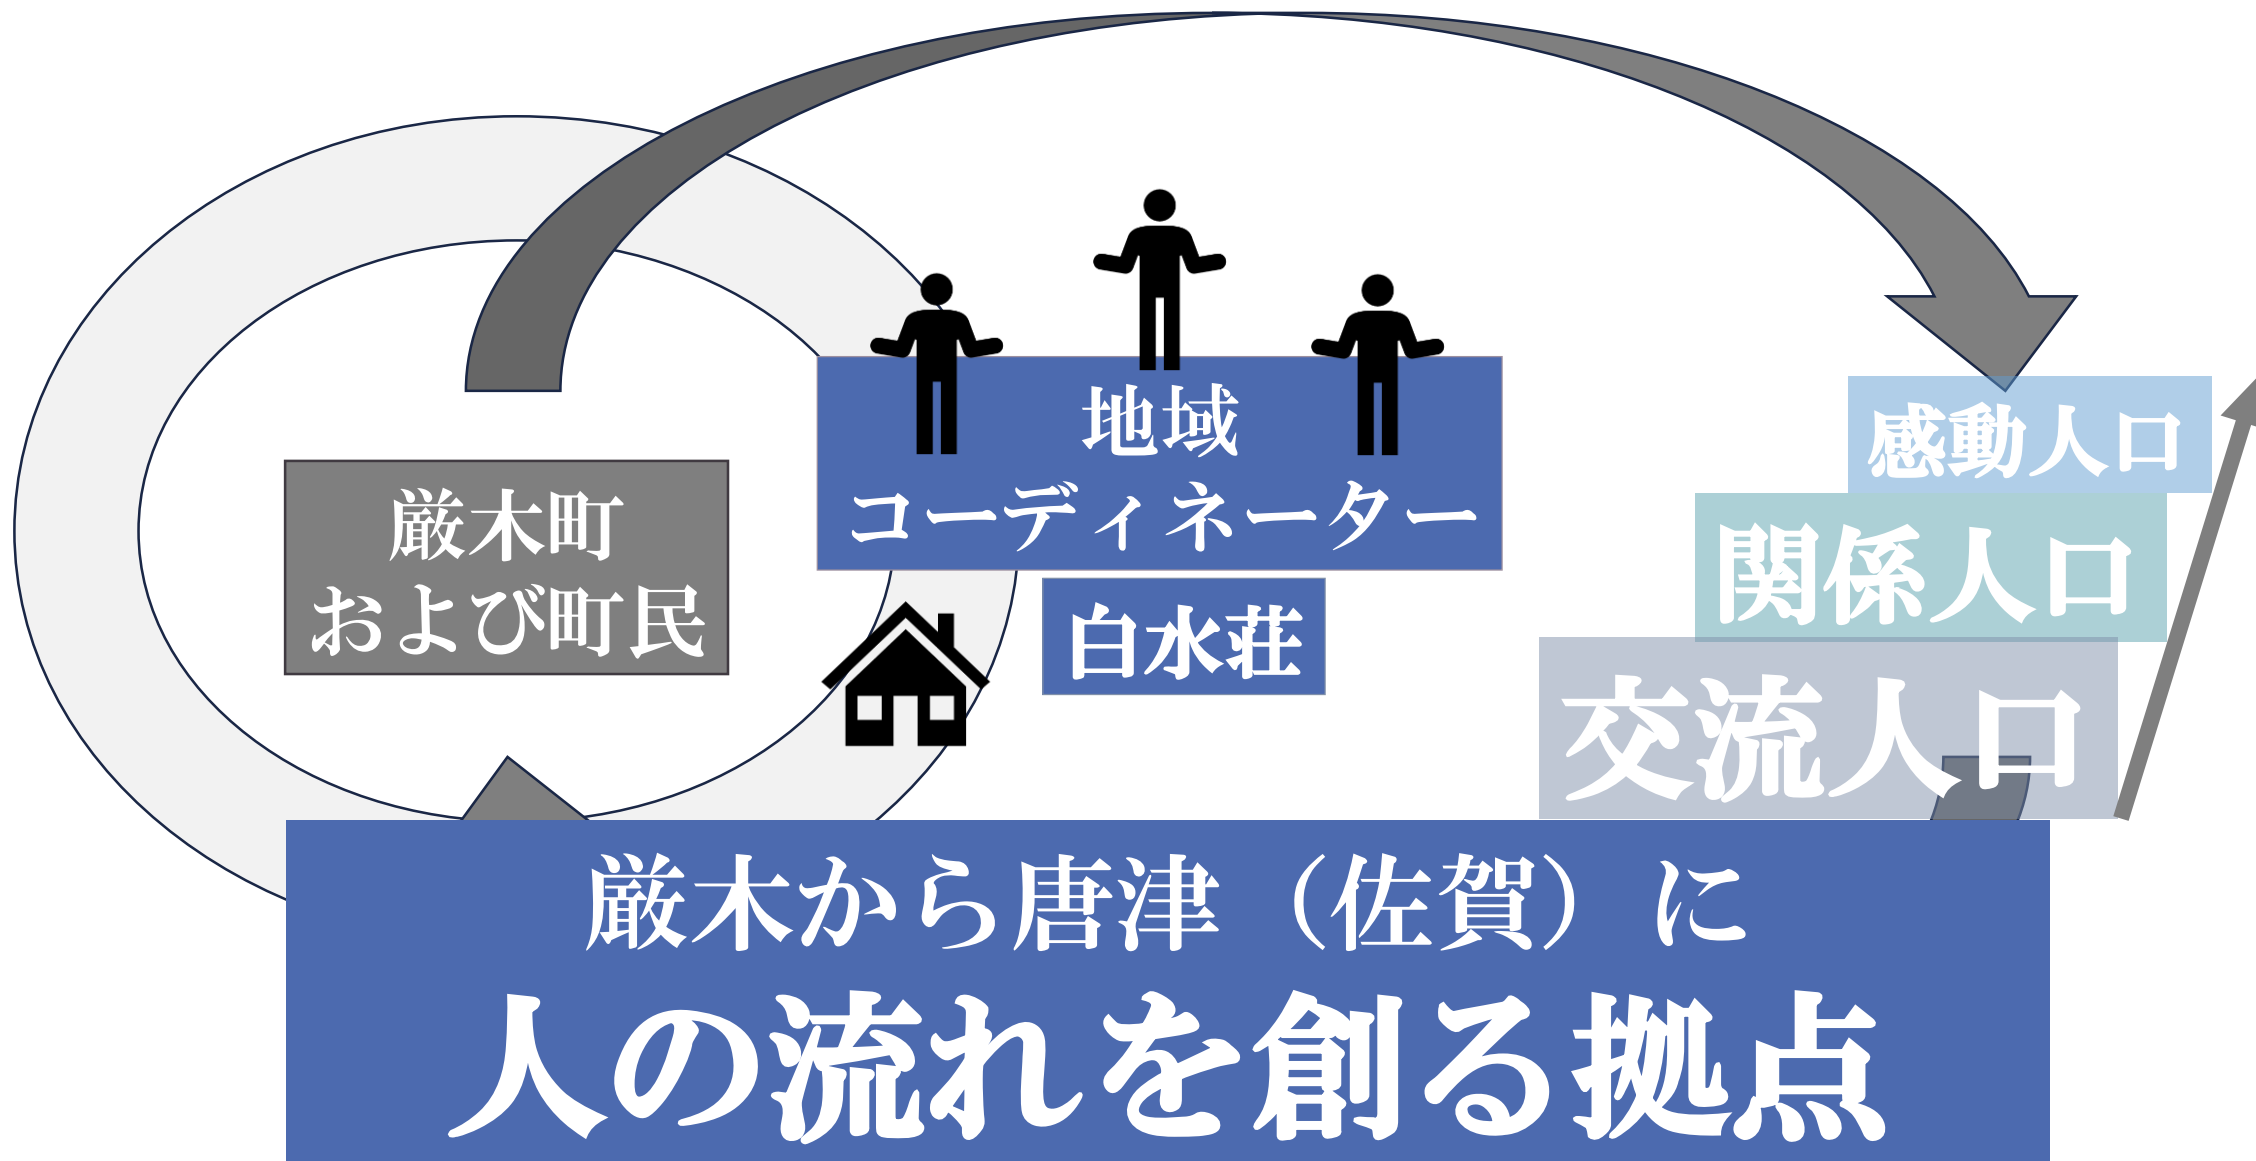 地域
コーディネーター
厳木町
および町民
白水荘
感動人口
関係人口
交流人口
厳木から唐津（佐賀）に
人の流れを創る拠点